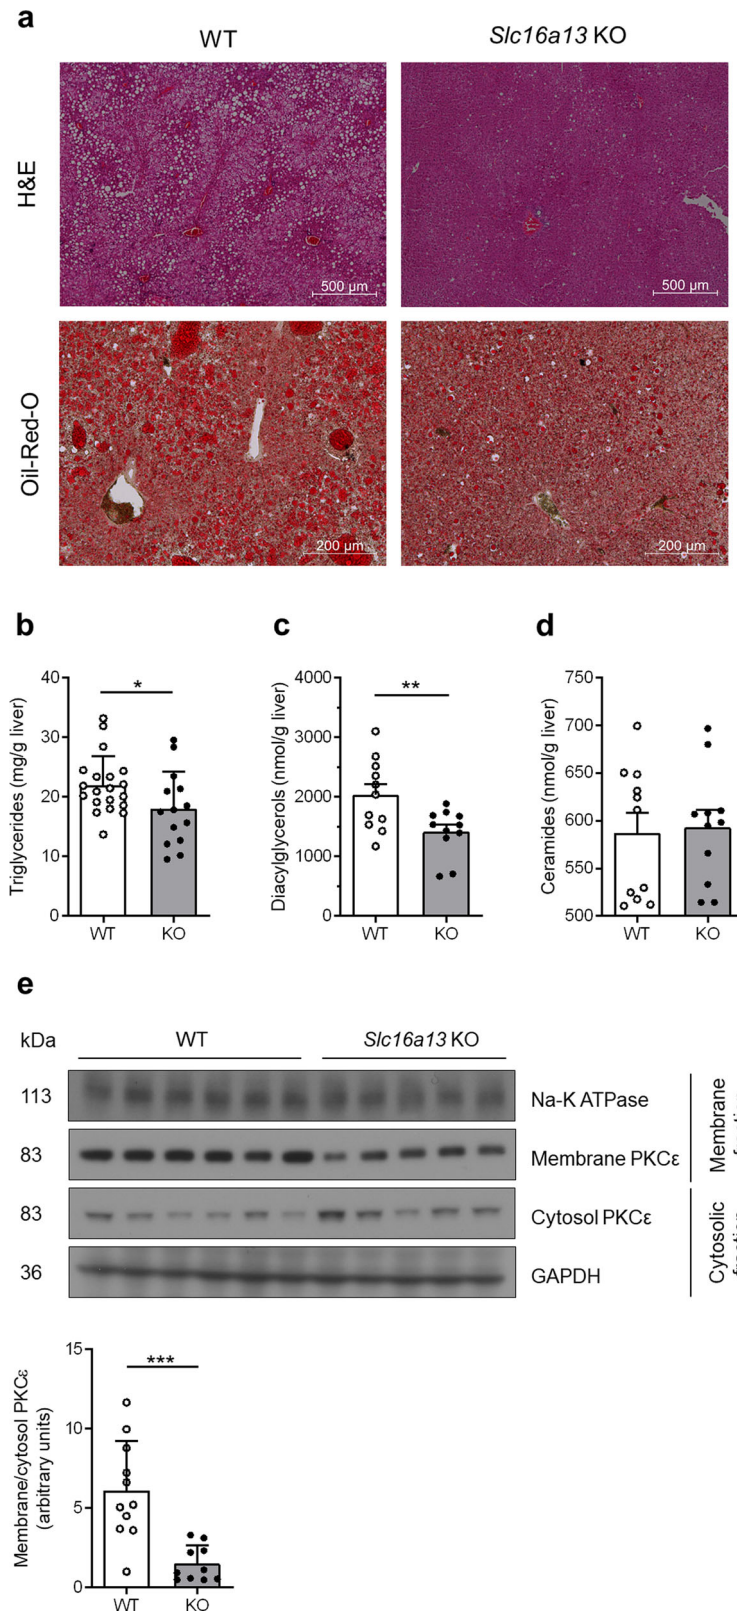 a
WT
Slc16a13 KO
H&E
500 µm
500 µm
Oil-Red-O
200 µm
200 µm
b
c
d
Triglycerides (mg/g liver)
40
30
20
10
0
*
WT
KO
Diacylglycerols (nmol/g liver)
4000
3000
2000
1000
0
**
WT
KO
Ceramides (nmol/g liver)
750
700
650
600
550
500
WT
KO
e
kDa
WT
Slc16a13 KO
113
Na-K ATPase
83
Membrane PKCε
83
Cytosol PKCε
36
GAPDH
Membrane
Cytosolic
Membrane/cytosol PKCε
(arbitrary units)
15
10
5
0
***
WT
KO